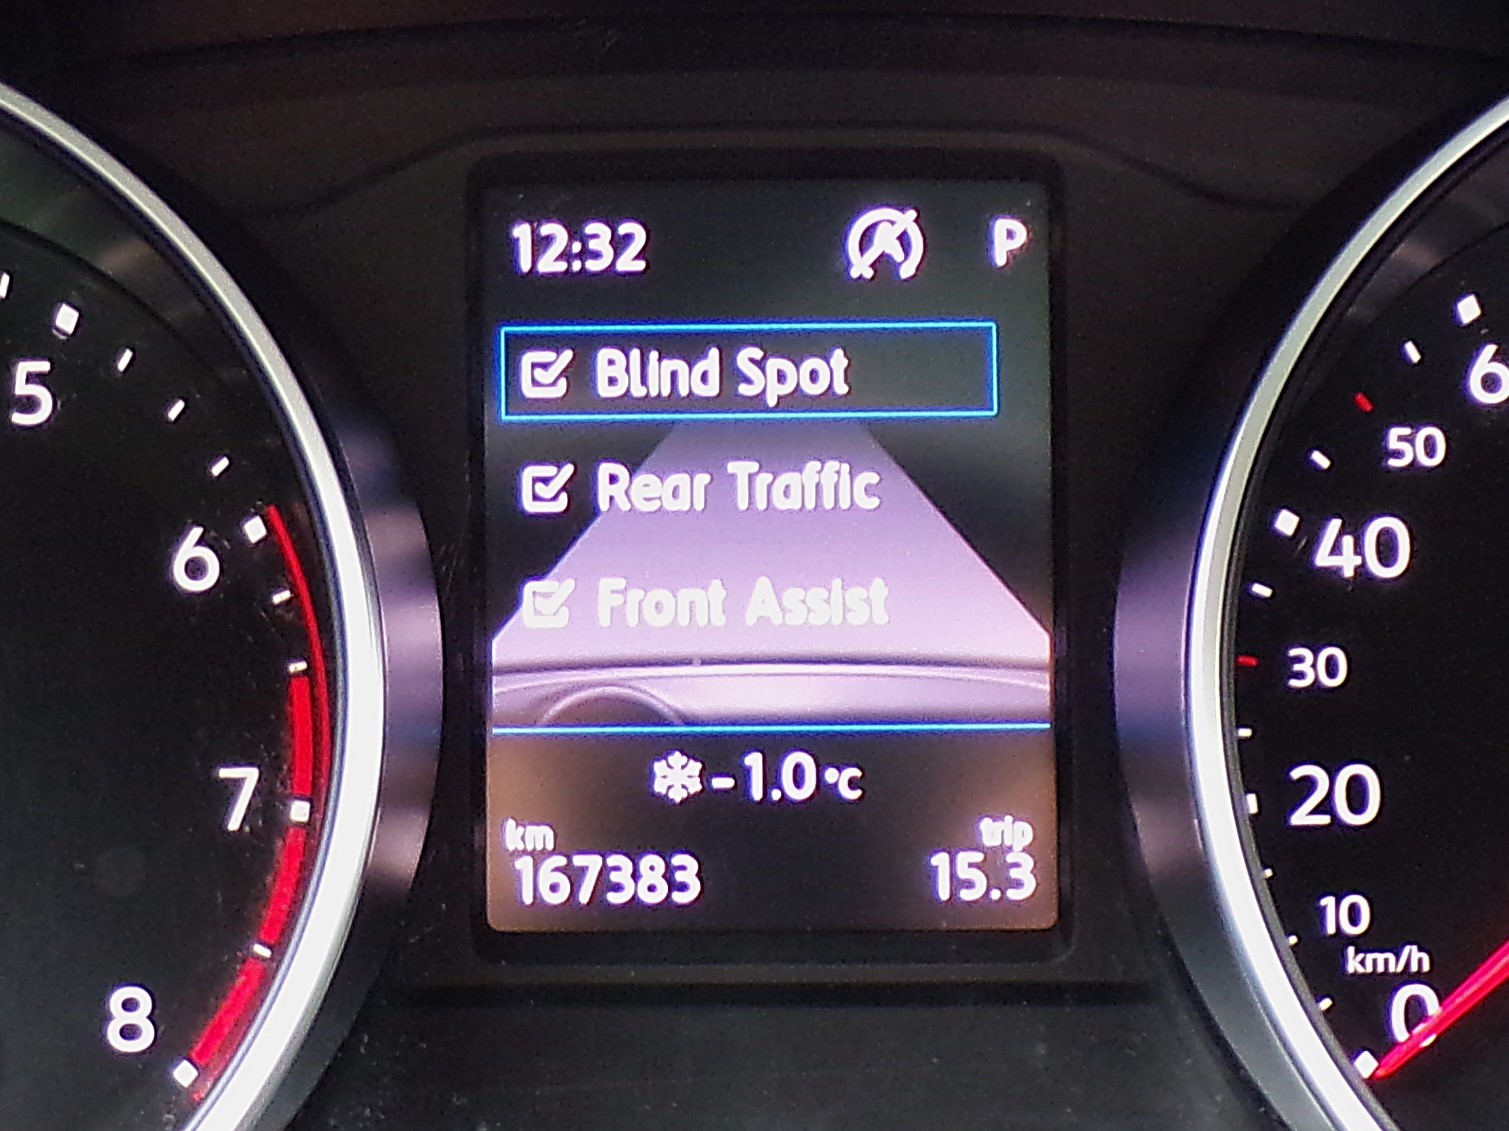 12:32 P
Blind Spot
Rear Traffic
Front Assist
-1.0°C
km trip
167383 15.3
5
6
7
8
6
50
40
30
20
10
km/h
0